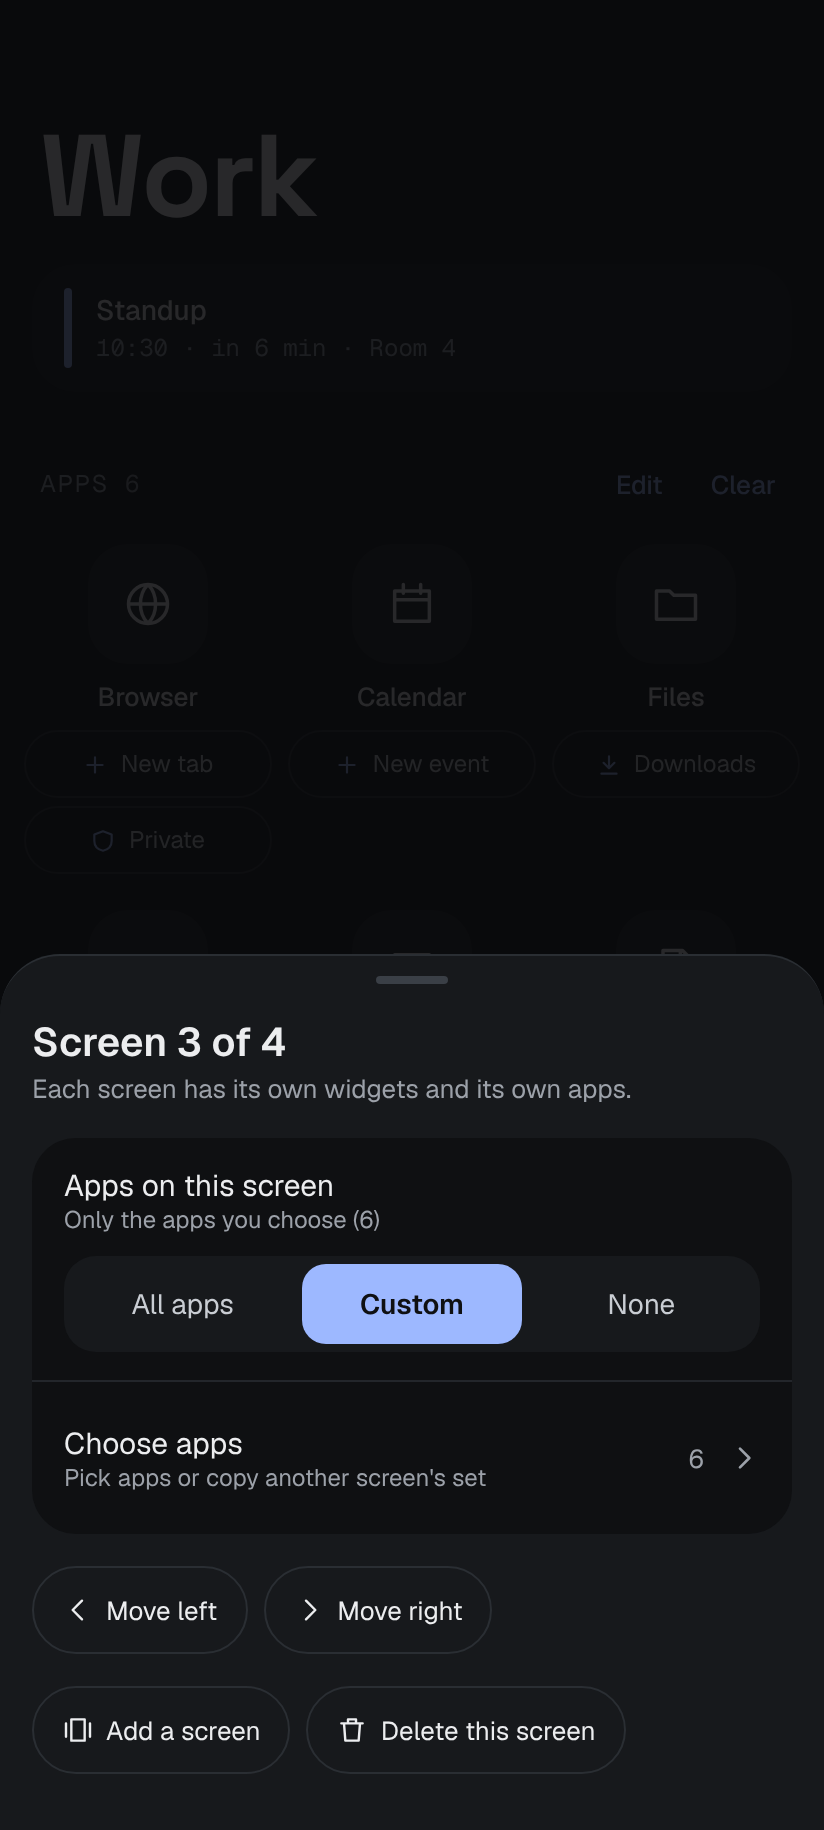 Work
Standup
10:30 · in 6 min · Room 4
APPS 6
Edit
Clear
Browser
Calendar
Files
New tab
New event
Downloads
Private
Screen 3 of 4
Each screen has its own widgets and its own apps.
Apps on this screen
Only the apps you choose (6)
All apps
Custom
None
Choose apps
Pick apps or copy another screen's set
6
Move left
Move right
Add a screen
Delete this screen